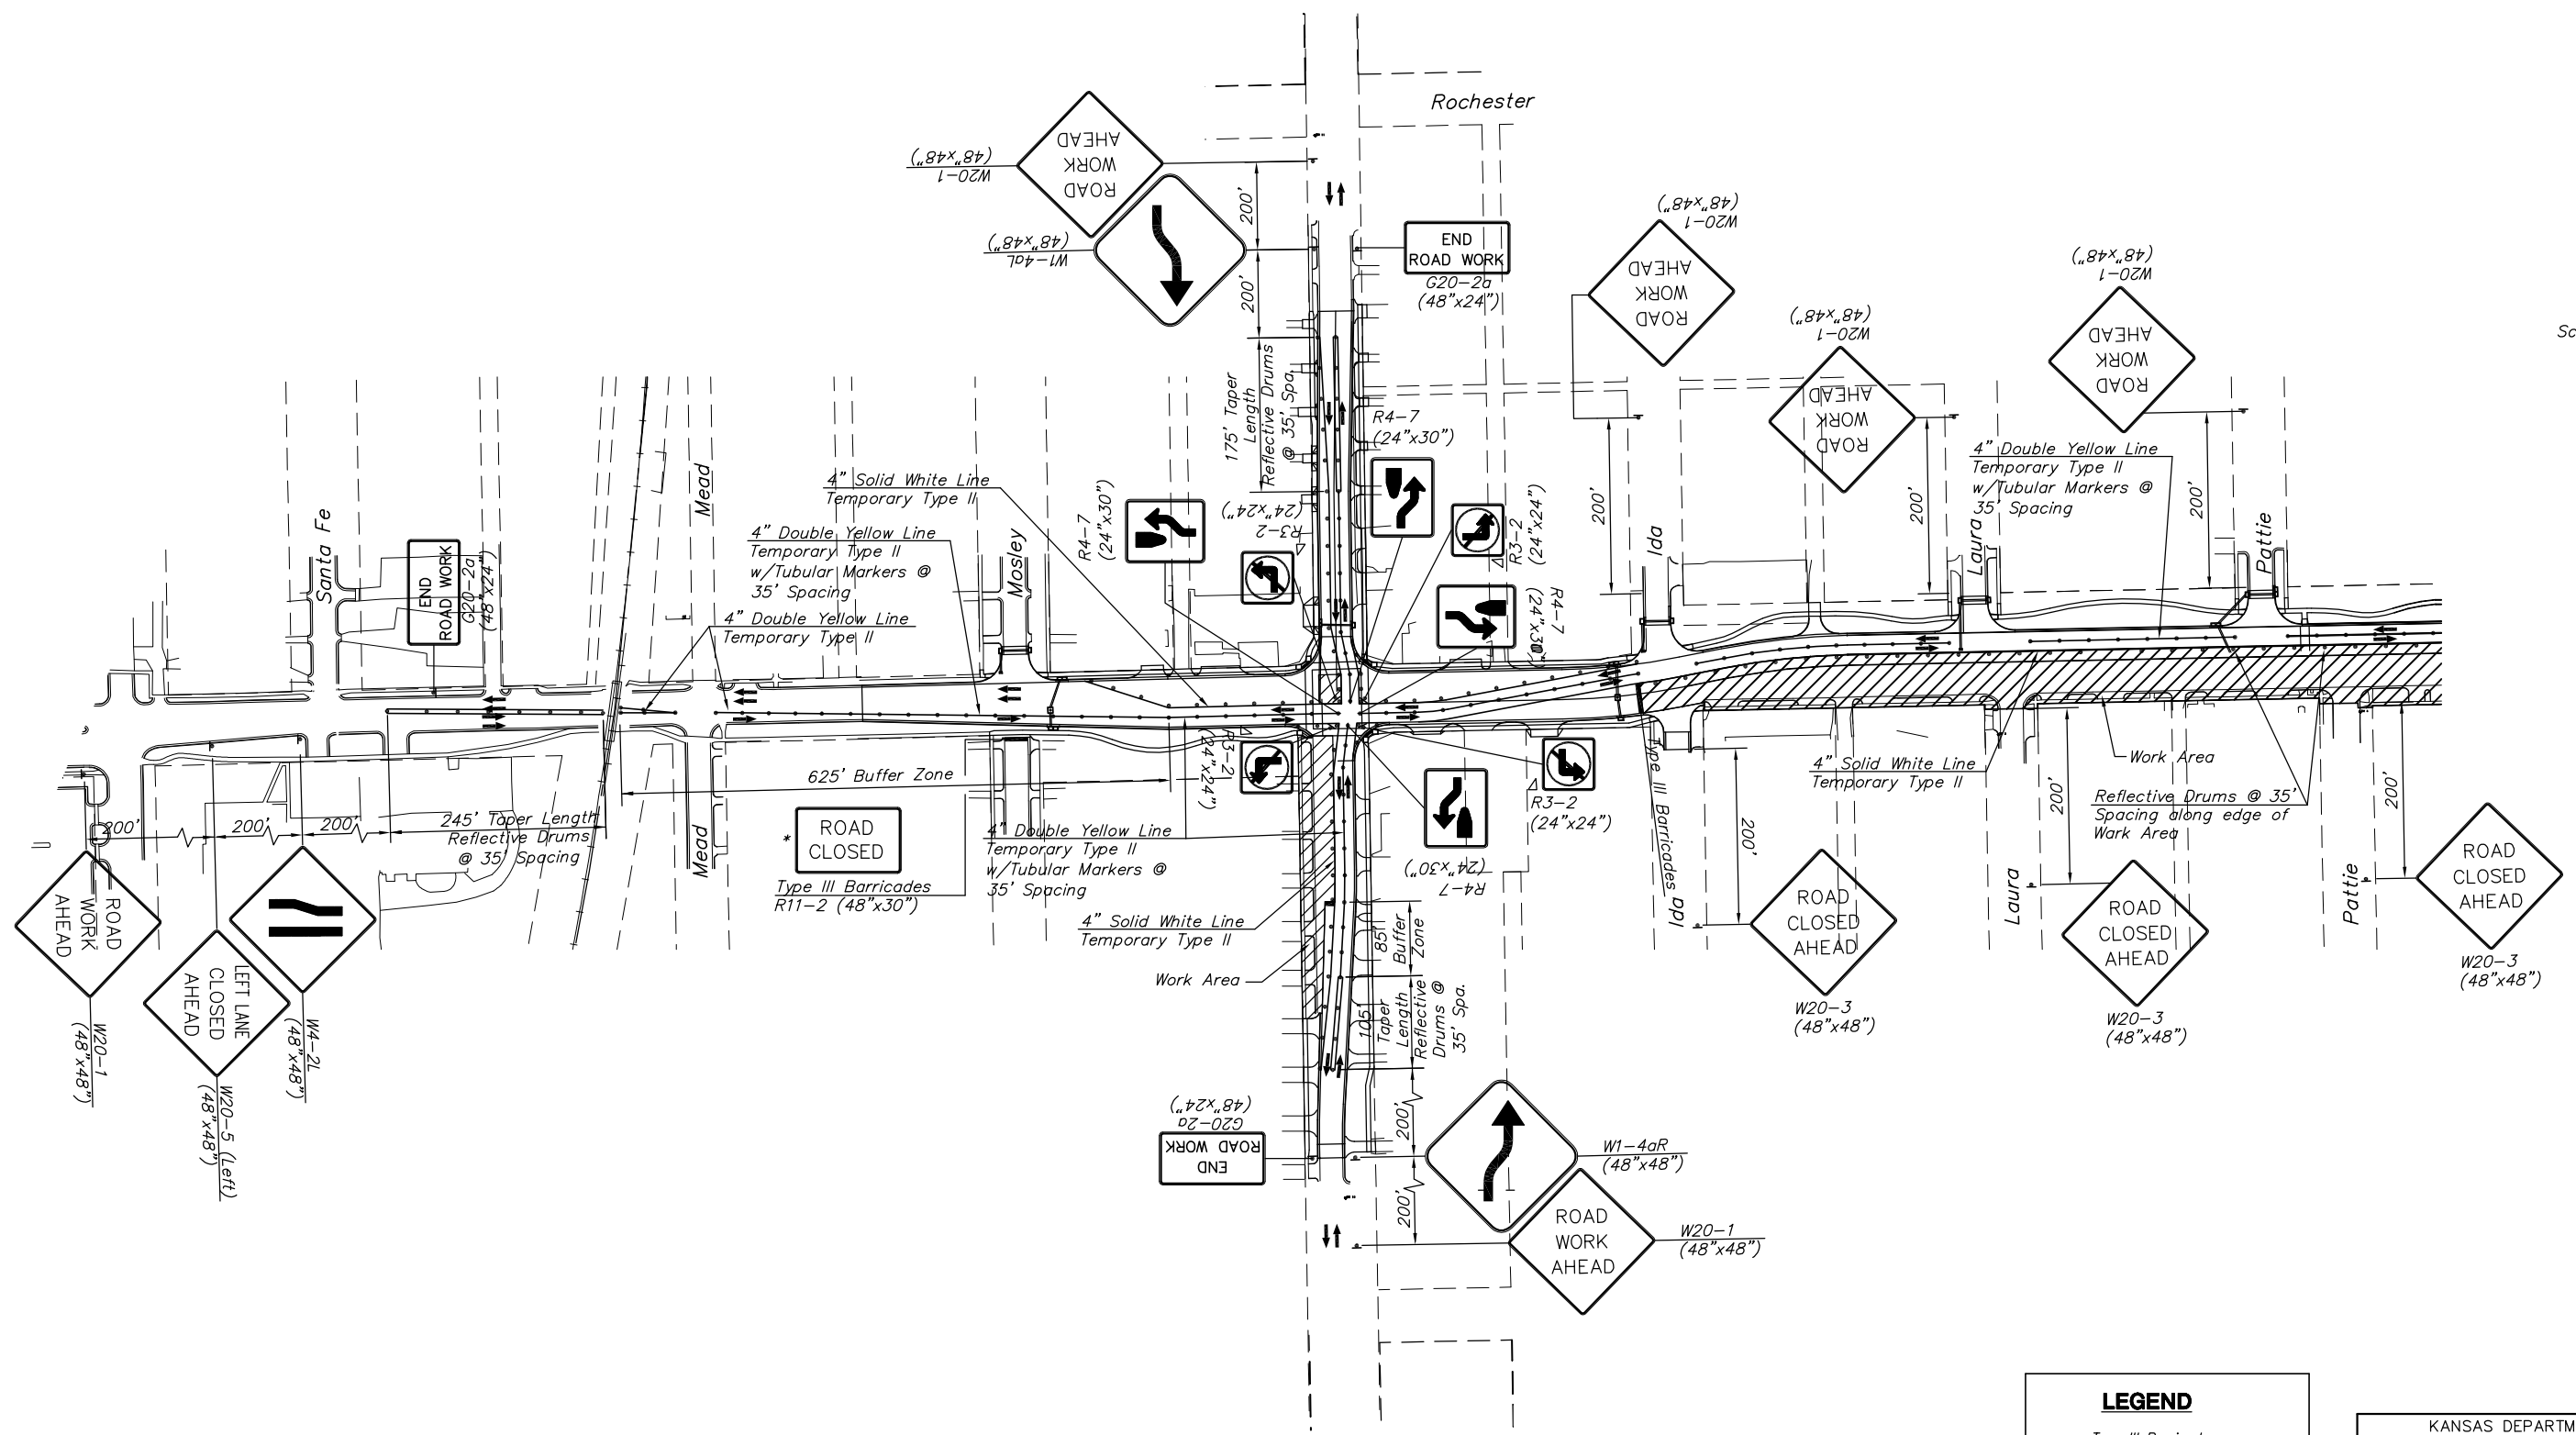 Rochester
ROAD
WORK
AHEAD
W20-1
(48"x48")
W1-4aL
(48"x48")
200'
200'
END
ROAD WORK
G20-2a
(48"x24")
175' Taper
Length
Reflective Drums
@ 35' Spa.
R4-7
(24"x30")
R3-2
(24"x24")
R3-2
(24"x24")
R4-7
(24"x30")
R4-7
(24"x30")
W20-1
(48"x48")
ROAD
WORK
AHEAD
200'
Ida
W20-1
(48"x48")
ROAD
WORK
AHEAD
200'
Laura
W20-1
(48"x48")
ROAD
WORK
AHEAD
200'
Pattie
4" Double Yellow Line
Temporary Type II
w/Tubular Markers @
35' Spacing
Santa Fe
END
ROAD WORK
G20-2a
(48"x24")
Mead
4" Solid White Line
Temporary Type II
4" Double Yellow Line
Temporary Type II
w/Tubular Markers @
35' Spacing
4" Double Yellow Line
Temporary Type II
Mosley
625' Buffer Zone
200'
200'
200'
245' Taper Length
Reflective Drums
@ 35' Spacing
Mead
*
ROAD
CLOSED
Type III Barricades
R11-2 (48"x30")
4" Double Yellow Line
Temporary Type II
w/Tubular Markers @
35' Spacing
4" Solid White Line
Temporary Type II
Work Area
R3-2
(24"x24")
R3-2
(24"x24")
R4-7
(24"x30")
85'
Buffer
Zone
105'
Taper
Length
Reflective
Drums @
35' Spa.
200'
200'
Type III Barricades
Ida
200'
ROAD
CLOSED
AHEAD
W20-3
(48"x48")
4" Solid White Line
Temporary Type II
Work Area
Laura
200'
ROAD
CLOSED
AHEAD
W20-3
(48"x48")
Reflective Drums @ 35'
Spacing along edge of
Wark Area
Pattie
200'
ROAD
CLOSED
AHEAD
W20-3
(48"x48")
ROAD
WORK
AHEAD
W20-1
(48"x48")
LEFT LANE
CLOSED
AHEAD
W20-5 (Left)
(48"x48")
W4-2L
(48"x48")
G20-2a
(48"x24")
END
ROAD WORK
W1-4aR
(48"x48")
ROAD
WORK
AHEAD
W20-1
(48"x48")
LEGEND
KANSAS DEPARTM